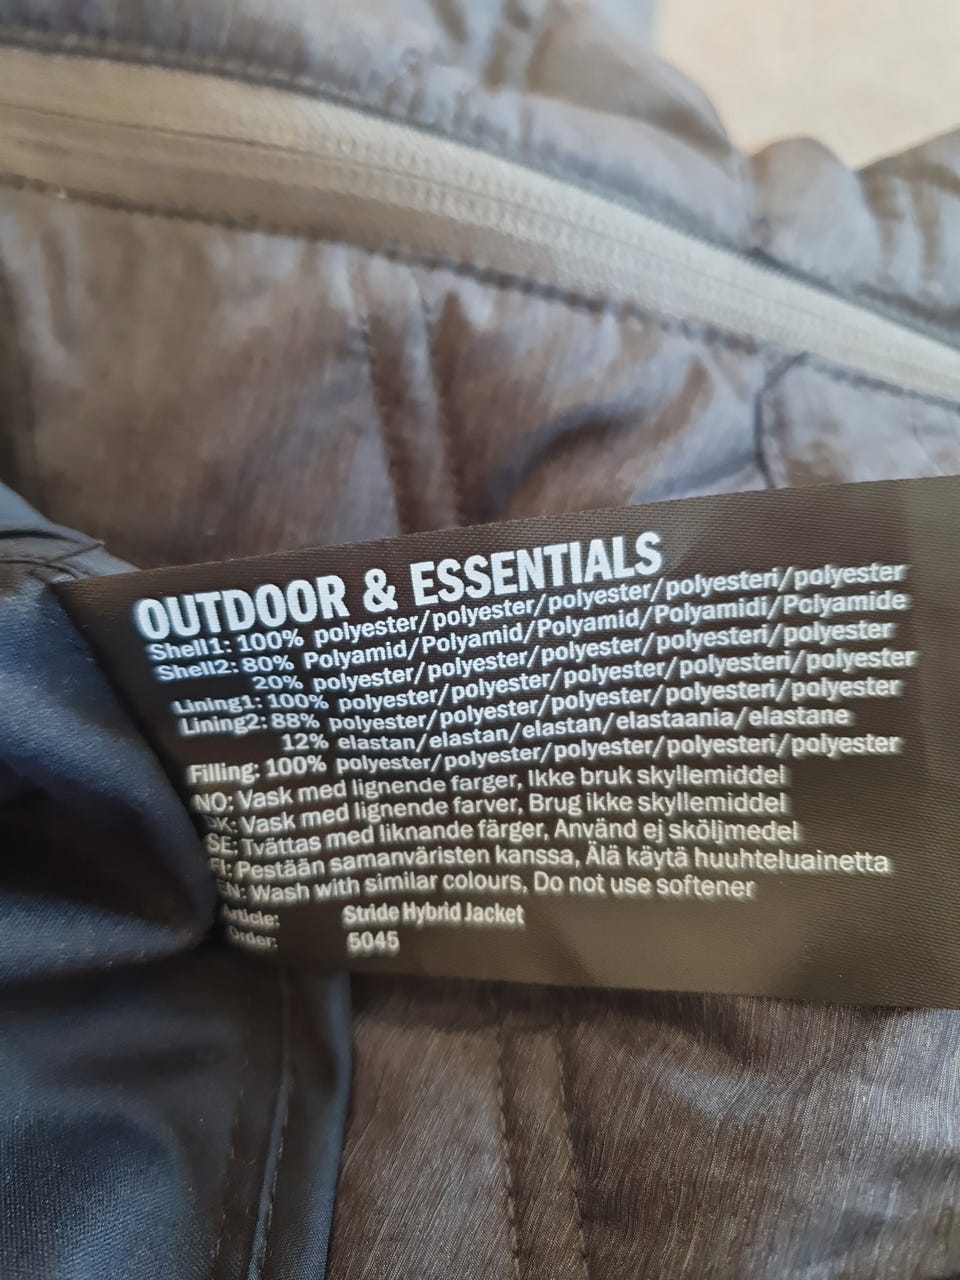 OUTDOOR & ESSENTIALS
Shell1: 100% polyester/polyester/polyester/polyesteri/polyester
Shell2: 80% Polyamid/Polyamid/Polyamid/Polyamidi/Polyamide
20% polyester/polyester/polyester/polyesteri/polyester
Lining1: 100% polyester/polyester/polyester/polyesteri/polyester
Lining2: 88% polyester/polyester/polyester/polyesteri/polyester
12% elastan/elastan/elastan/elastaania/elastane
Filling: 100% polyester/polyester/polyester/polyesteri/polyester
NO: Vask med lignende farger, Ikke bruk skyllemiddel
DK: Vask med lignende farver, Brug ikke skyllemiddel
SE: Tvättas med liknande färger, Använd ej sköljmedel
FI: Pestään samanväristen kanssa, Älä käytä huuhteluainetta
EN: Wash with similar colours, Do not use softener
Article: Stride Hybrid Jacket
Order: 5045